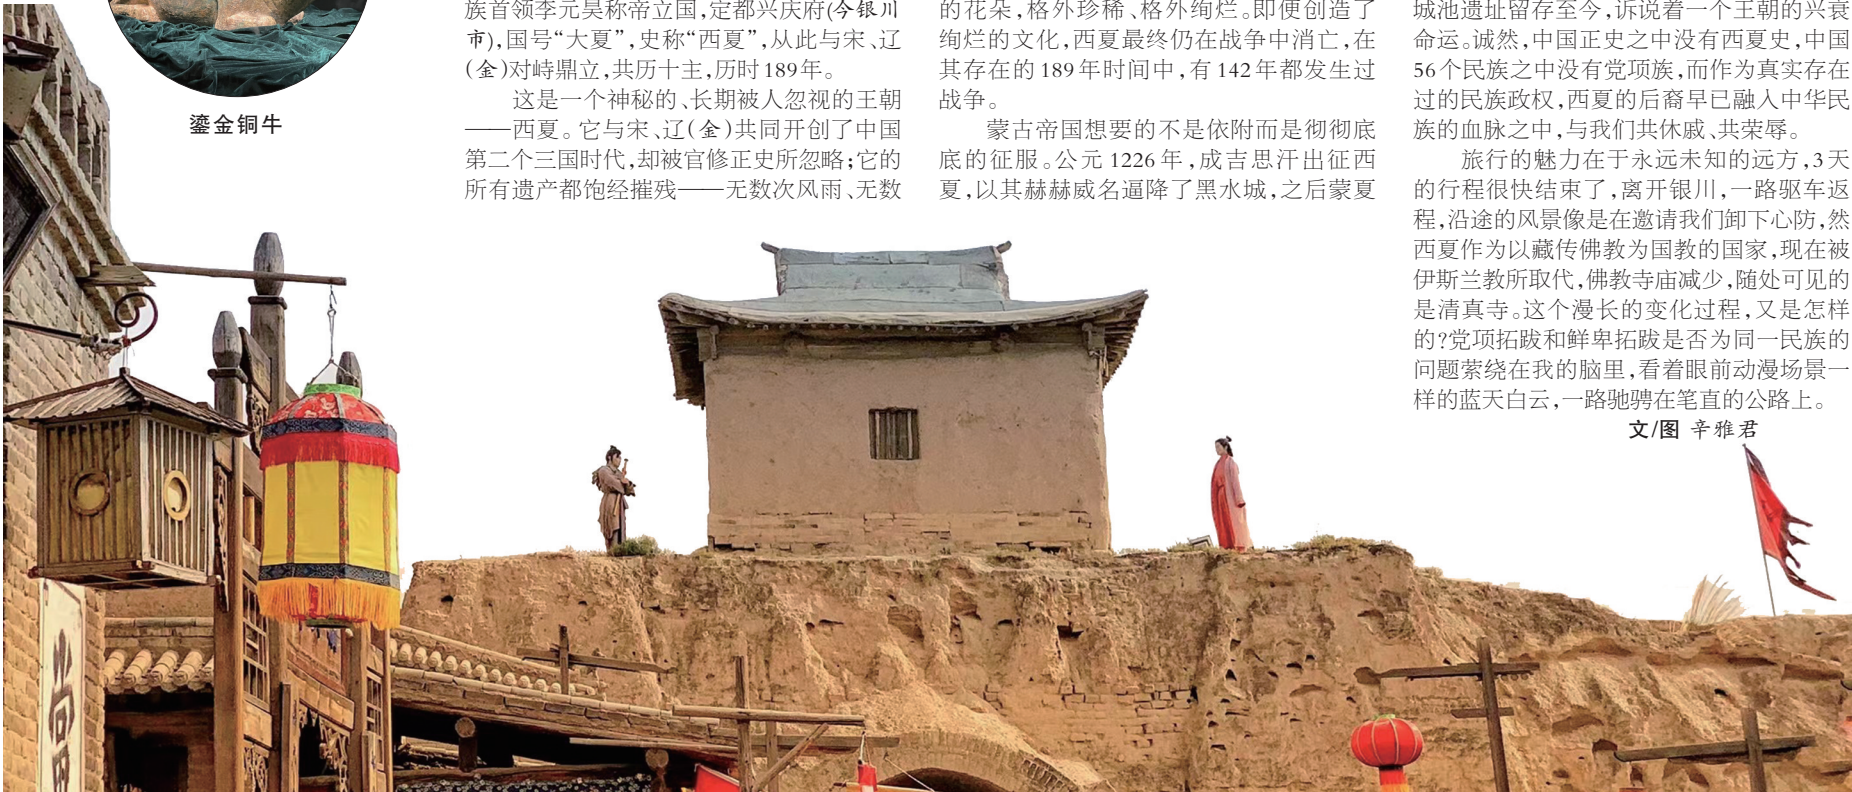 鎏金铜牛
族首领李元昊称帝立国,定都兴庆府(今银川
市),国号“大夏”,史称“西夏”,从此与宋、辽
(金)对峙鼎立,共历十主,历时189年。
这是一个神秘的、长期被人忽视的王朝
——西夏。它与宋、辽(金)共同开创了中国
第二个三国时代,却被官修正史所忽略;它的
所有遗产都饱经摧残——无数次风雨、无数
的花朵,格外珍稀、格外绚烂。即便创造了
绚烂的文化,西夏最终仍在战争中消亡,在
其存在的189年时间中,有142年都发生过
战争。
蒙古帝国想要的不是依附而是彻彻底
底的征服。公元1226年,成吉思汗出征西
夏,以其赫赫威名逼降了黑水城,之后蒙夏
城池遗址留存至今,诉说着一个王朝的兴衰
命运。诚然,中国正史之中没有西夏史,中国
56个民族之中没有党项族,而作为真实存在
过的民族政权,西夏的后裔早已融入中华民
族的血脉之中,与我们共休戚、共荣辱。
旅行的魅力在于永远未知的远方,3天
的行程很快结束了,离开银川,一路驱车返
程,沿途的风景像是在邀请我们卸下心防,然
西夏作为以藏传佛教为国教的国家,现在被
伊斯兰教所取代,佛教寺庙减少,随处可见的
是清真寺。这个漫长的变化过程,又是怎样
的?党项拓跋和鲜卑拓跋是否为同一民族的
问题萦绕在我的脑里,看着眼前动漫场景一
样的蓝天白云,一路驰骋在笔直的公路上。
文/图 辛雅君